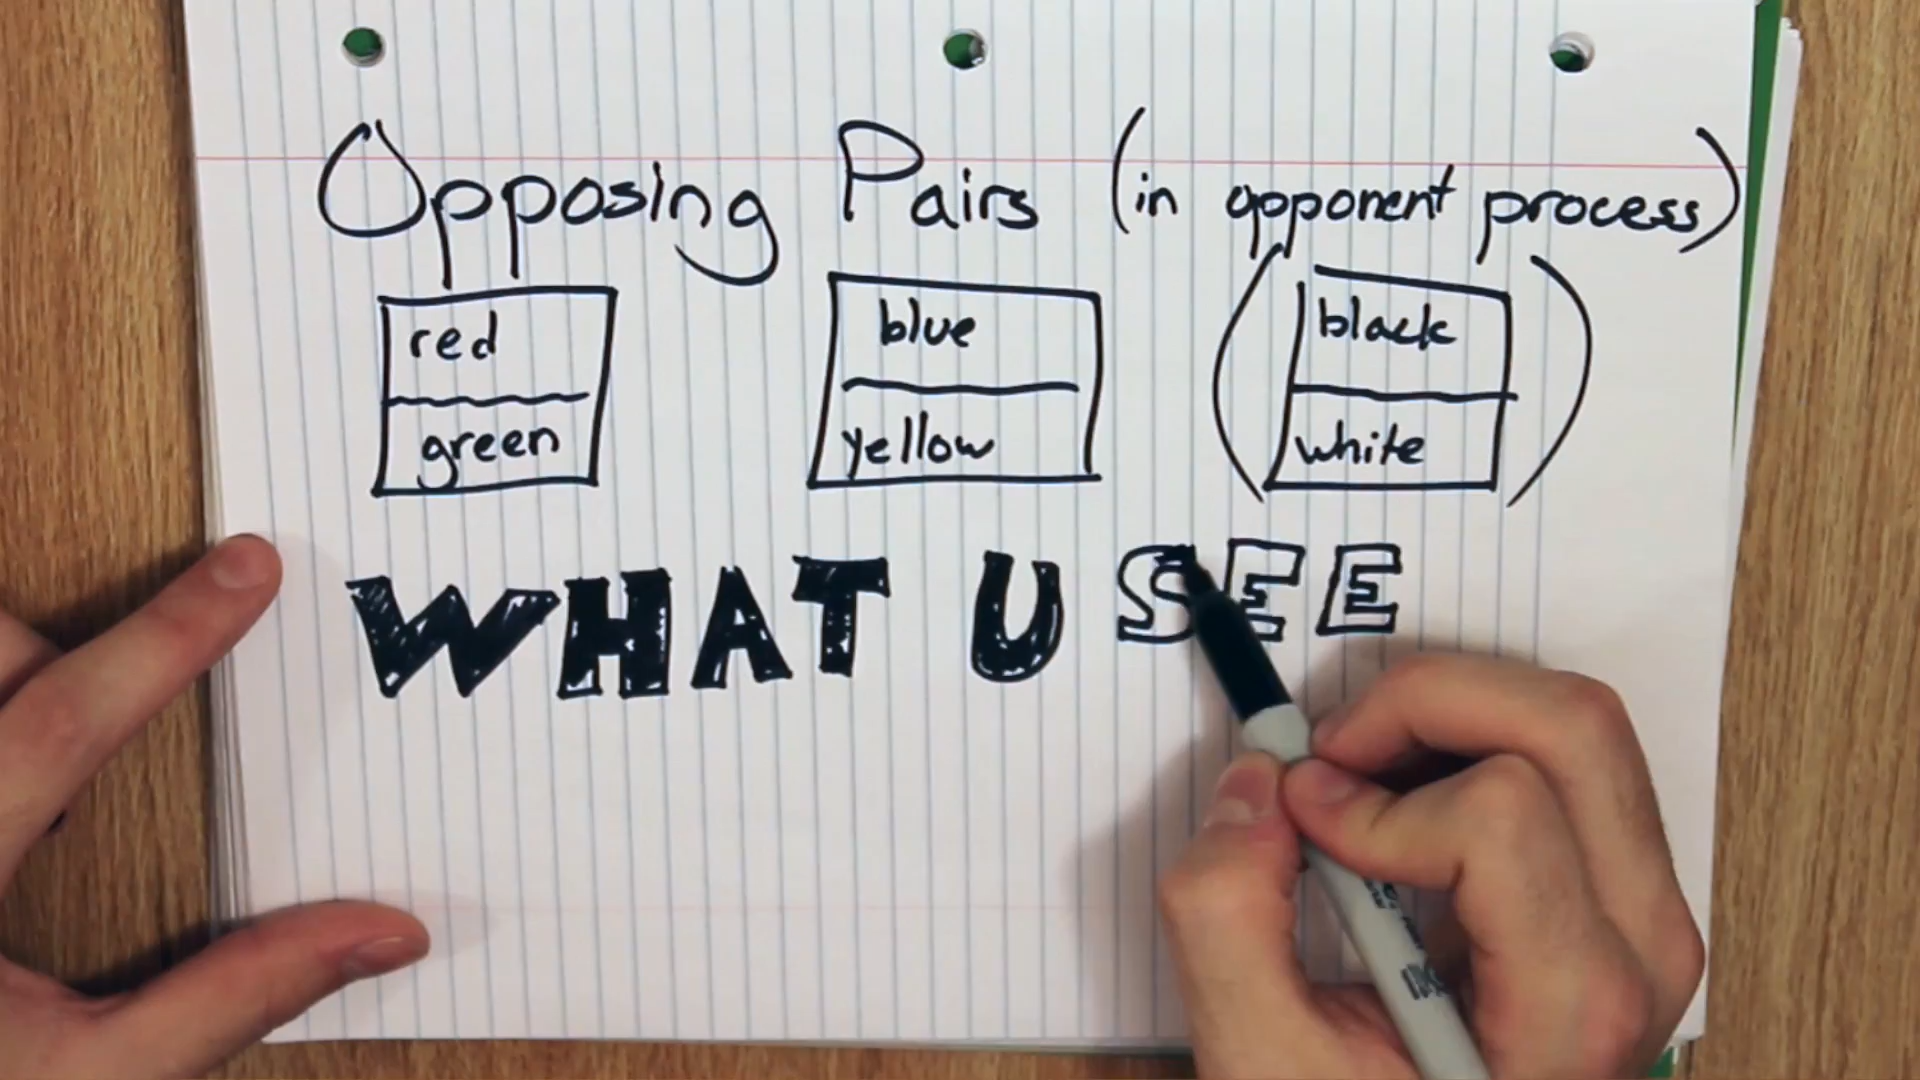 Opposing Pairs (in opponent process)
red blue (black
green yellow white)
WHAT U SEE